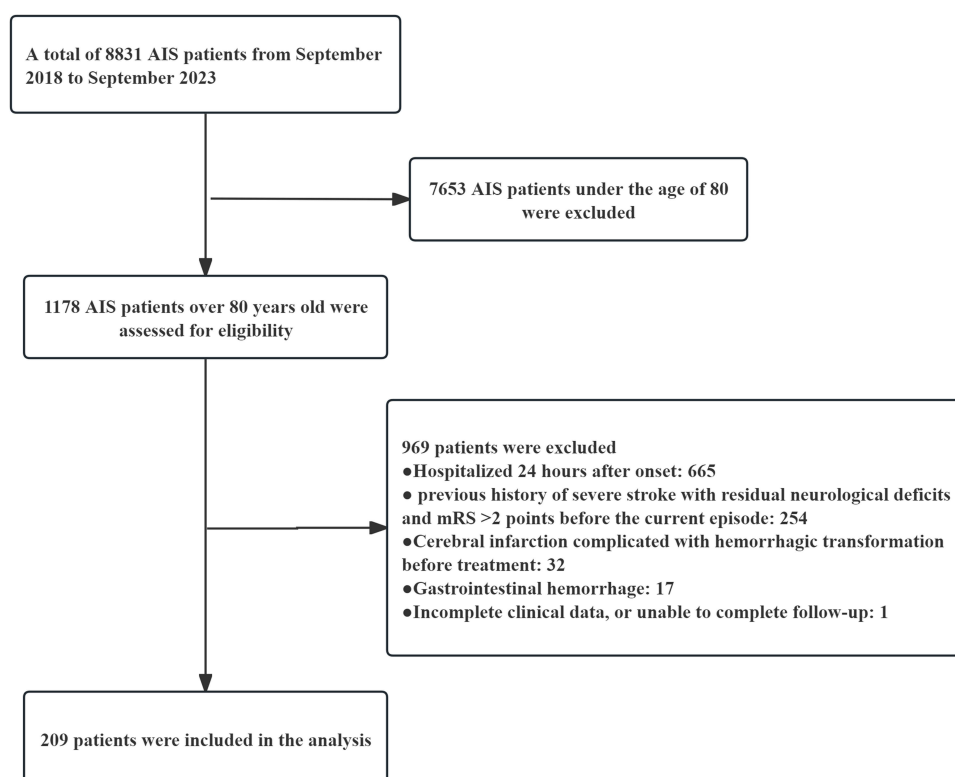 A total of 8831 AIS patients from September
2018 to September 2023
7653 AIS patients under the age of 80
were excluded
1178 AIS patients over 80 years old were
assessed for eligibility
969 patients were excluded
●Hospitalized 24 hours after onset: 665
● previous history of severe stroke with residual neurological deficits
and mRS >2 points before the current episode: 254
●Cerebral infarction complicated with hemorrhagic transformation
before treatment: 32
●Gastrointestinal hemorrhage: 17
●Incomplete clinical data, or unable to complete follow-up: 1
209 patients were included in the analysis